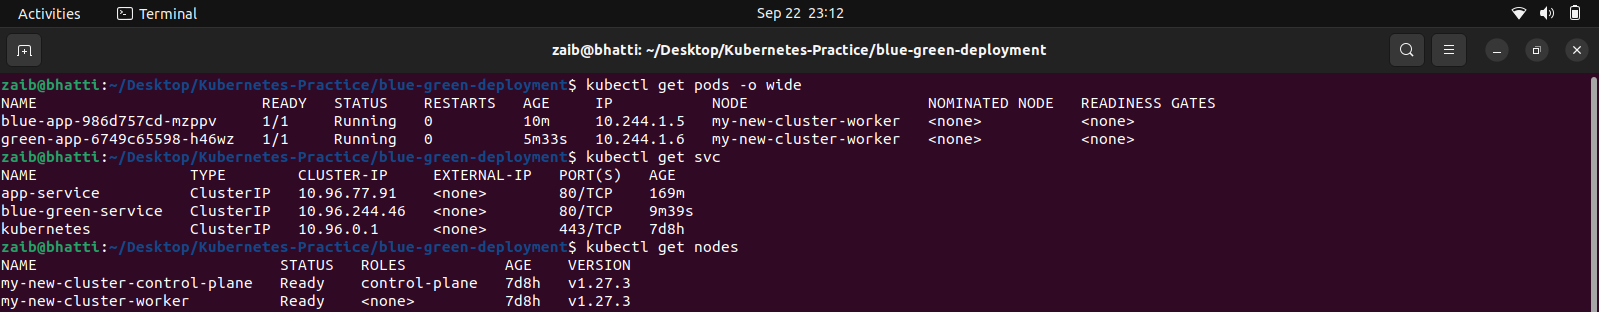 Activities Terminal Sep 22 23:12
zaib@bhatti: ~/Desktop/Kubernetes-Practice/blue-green-deployment
zaib@bhatti:~/Desktop/Kubernetes-Practice/blue-green-deployment$ kubectl get pods -o wide
NAME READY STATUS RESTARTS AGE IP NODE NOMINATED NODE READINESS GATES
blue-app-986d757cd-mzppv 1/1 Running 0 10m 10.244.1.5 my-new-cluster-worker <none> <none>
green-app-6749c65598-h46wz 1/1 Running 0 5m33s 10.244.1.6 my-new-cluster-worker <none> <none>
zaib@bhatti:~/Desktop/Kubernetes-Practice/blue-green-deployment$ kubectl get svc
NAME TYPE CLUSTER-IP EXTERNAL-IP PORT(S) AGE
app-service ClusterIP 10.96.77.91 <none> 80/TCP 169m
blue-green-service ClusterIP 10.96.244.46 <none> 80/TCP 9m39s
kubernetes ClusterIP 10.96.0.1 <none> 443/TCP 7d8h
zaib@bhatti:~/Desktop/Kubernetes-Practice/blue-green-deployment$ kubectl get nodes
NAME STATUS ROLES AGE VERSION
my-new-cluster-control-plane Ready control-plane 7d8h v1.27.3
my-new-cluster-worker Ready <none> 7d8h v1.27.3